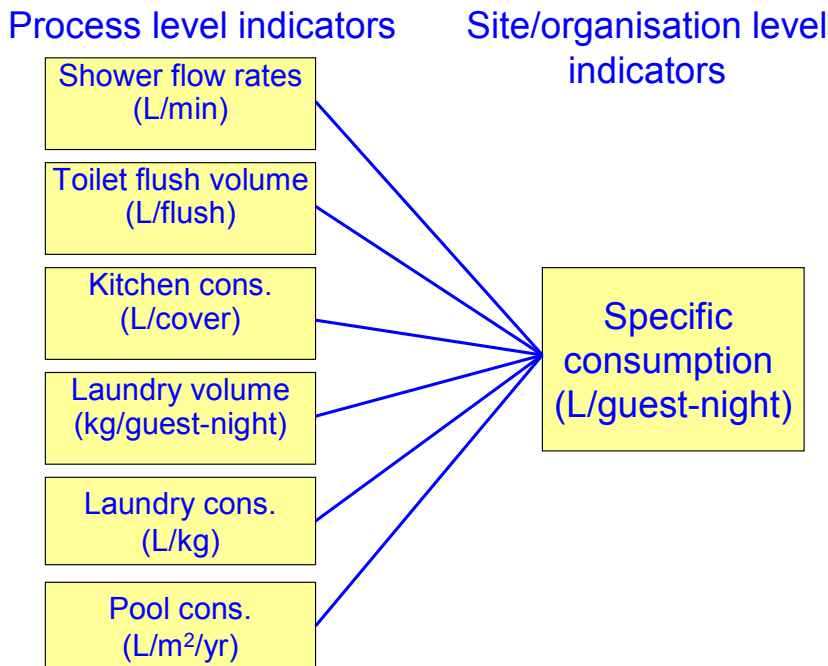 Process level indicators
Site/organisation level
indicators
Shower flow rates
(L/min)
Toilet flush volume
(L/flush)
Kitchen cons.
(L/cover)
Laundry volume
(kg/guest-night)
Laundry cons.
(L/kg)
Pool cons.
(L/m²/yr)
Specific
consumption
(L/guest-night)